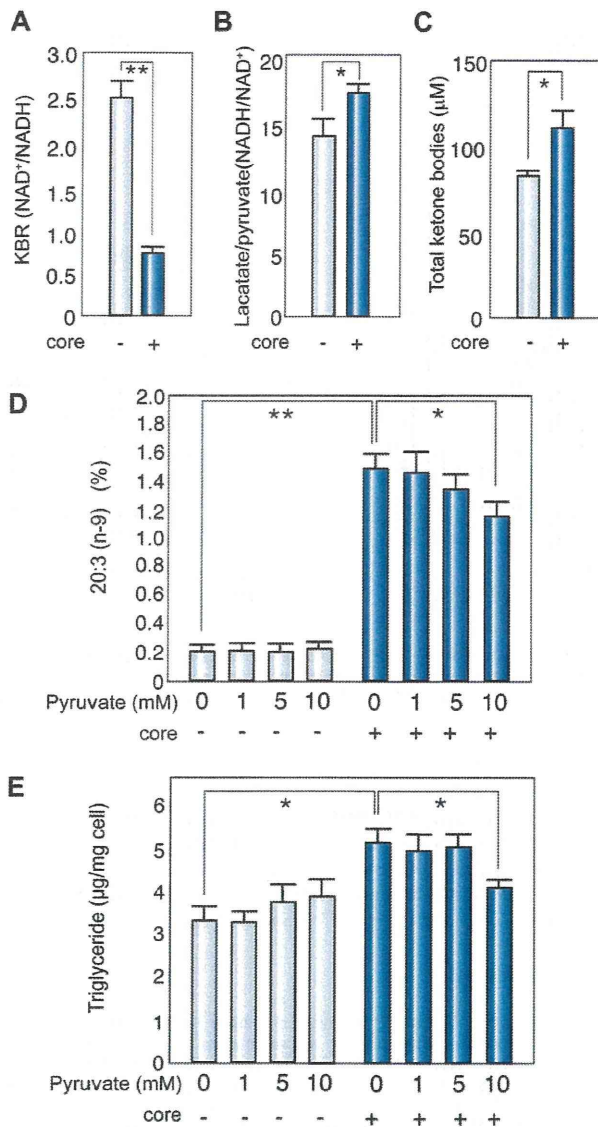 A
KBR (NAD+/NADH)
3.0
2.5
2.0
1.5
1.0
0.5
0
**
core - +
B
Lacatate/pyruvate(NADH/NAD+)
20
15
10
5
0
*
core - +
C
Total ketone bodies (μM)
150
100
50
0
*
core - +
D
20:3 (n-9) (%)
2.0
1.8
1.6
1.4
1.2
1.0
0.8
0.6
0.4
0.2
0
** *
Pyruvate (mM) 0 1 5 10 0 1 5 10
core - - - - + + + +
E
Triglyceride (μg/mg cell)
6
5
4
3
2
1
0
* *
Pyruvate (mM) 0 1 5 10 0 1 5 10
core - - - - + + + +